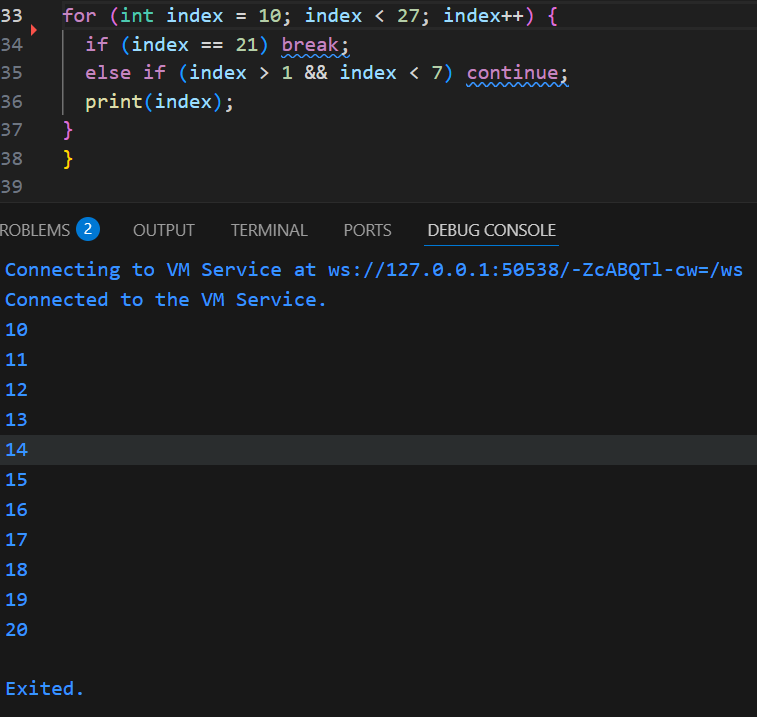 33 for (int index = 10; index < 27; index++) {
34 if (index == 21) break;
35 else if (index > 1 && index < 7) continue;
36 print(index);
37 }
38 }
39
ROBLEMS 2 OUTPUT TERMINAL PORTS DEBUG CONSOLE
Connecting to VM Service at ws://127.0.0.1:50538/-ZcABQTl-cw=/ws
Connected to the VM Service.
10
11
12
13
14
15
16
17
18
19
20
Exited.